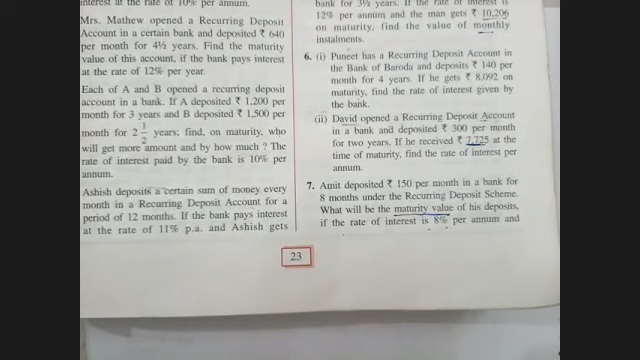 interest at the rate of 10% per annum.
Mrs. Mathew opened a Recurring Deposit
Account in a certain bank and deposited ₹ 640
per month for 4½ years. Find the maturity
value of this account, if the bank pays interest
at the rate of 12% per year.
Each of A and B opened a recurring deposit
account in a bank. If A deposited ₹ 1,200 per
month for 3 years and B deposited ₹ 1,500 per
month for 2 1/2 years; find, on maturity, who
will get more amount and by how much ? The
rate of interest paid by the bank is 10% per
annum.
Ashish deposits a certain sum of money every
month in a Recurring Deposit Account for a
period of 12 months. If the bank pays interest
at the rate of 11% p.a. and Ashish gets
bank for 3½ years. If the rate of interest is
12% per annum and the man gets ₹ 10,206
on maturity, find the value of monthly
instalments.
6. (i) Puneet has a Recurring Deposit Account in
the Bank of Baroda and deposits ₹ 140 per
month for 4 years. If he gets ₹ 8,092 on
maturity, find the rate of interest given by
the bank.
(ii) David opened a Recurring Deposit Account
in a bank and deposited ₹ 300 per month
for two years. If he received ₹ 7,725 at the
time of maturity, find the rate of interest per
annum.
7. Amit deposited ₹ 150 per month in a bank for
8 months under the Recurring Deposit Scheme.
What will be the maturity value of his deposits,
if the rate of interest is 8% per annum and
23